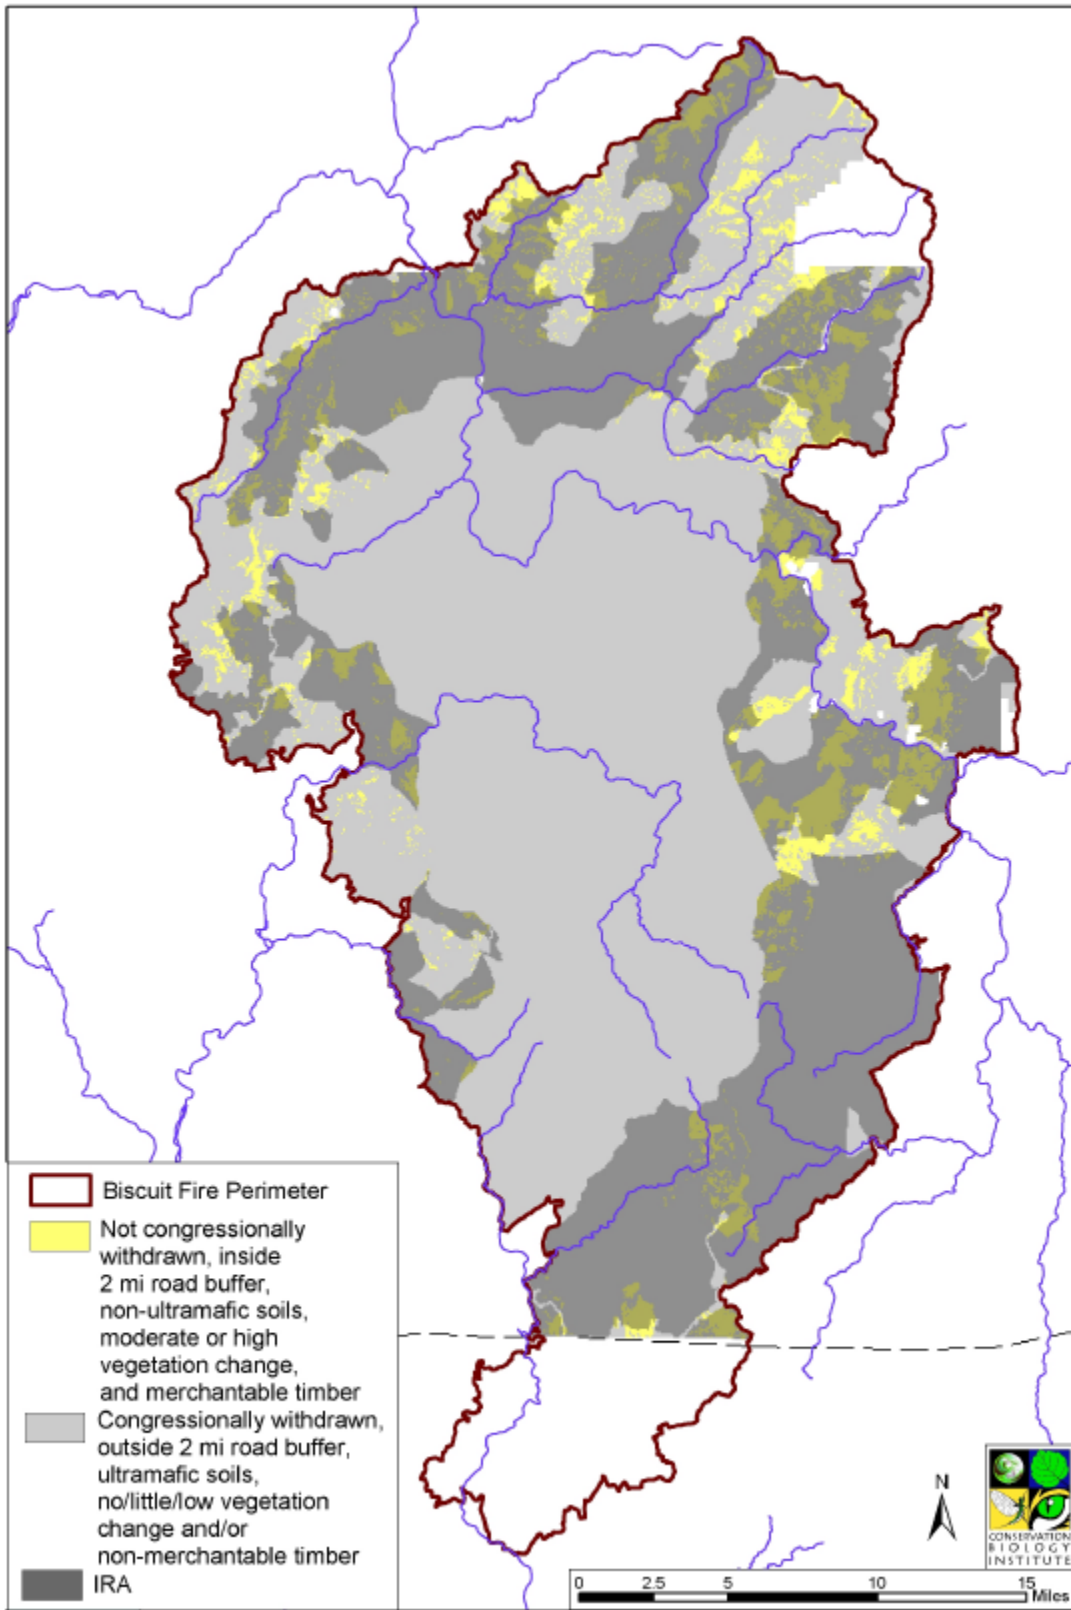 Biscuit Fire Perimeter
Not congressionally
withdrawn, inside
2 mi road buffer,
non-ultramafic soils,
moderate or high
vegetation change,
and merchantable timber
Congressionally withdrawn,
outside 2 mi road buffer,
ultramafic soils,
no/little/low vegetation
change and/or
non-merchantable timber
IRA
N
CONSERVATION
BIOLOGY
INSTITUTE
0 2.5 5 10 15
Miles